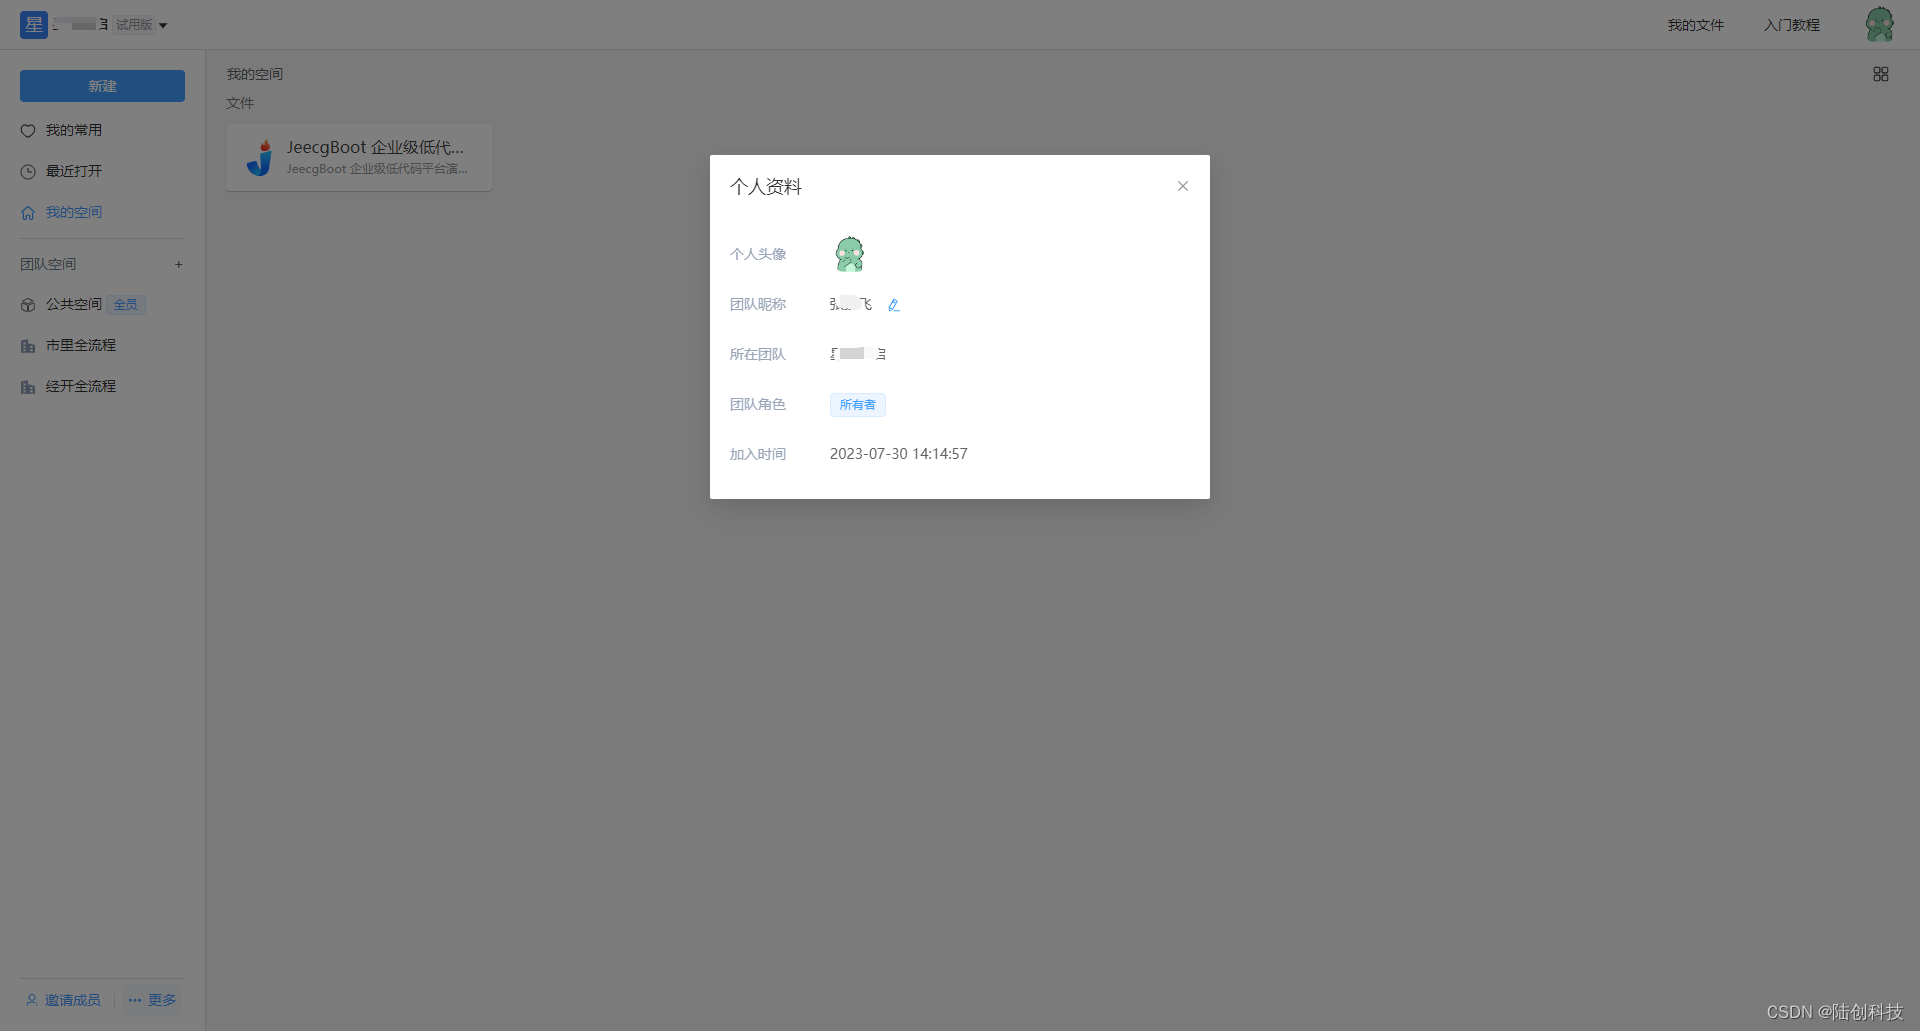 星
试用版
我的文件
入门教程
新建
我的常用
最近打开
我的空间
团队空间 +
公共空间 全员
市里全流程
经开全流程
邀请成员
更多
我的空间
文件
JeecgBoot 企业级低代...
JeecgBoot 企业级低代码平台演...
个人资料
个人头像
团队昵称 飞
所在团队
团队角色 所有者
加入时间 2023-07-30 14:14:57
CSDN @陆创科技